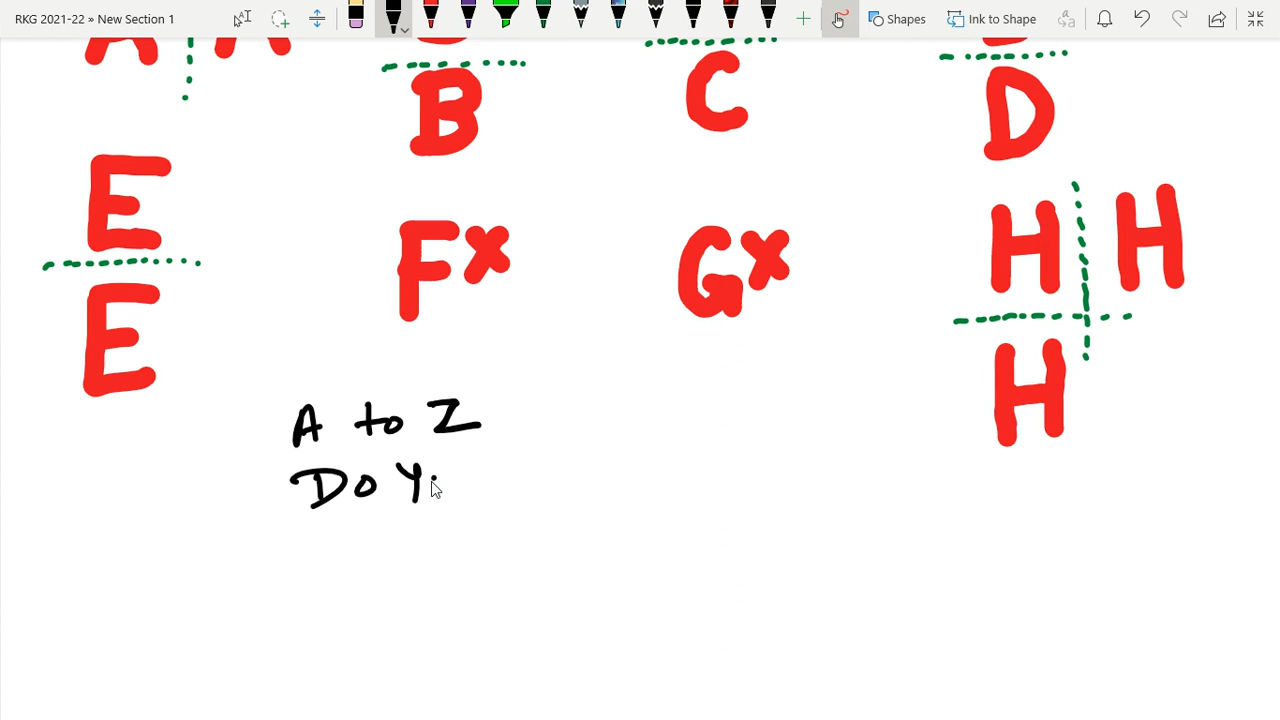 RKG 2021-22 » New Section 1
Shapes
Ink to Shape
A A
B
C
D
E
E
F x
G x
H H
H
A to Z
Do Y